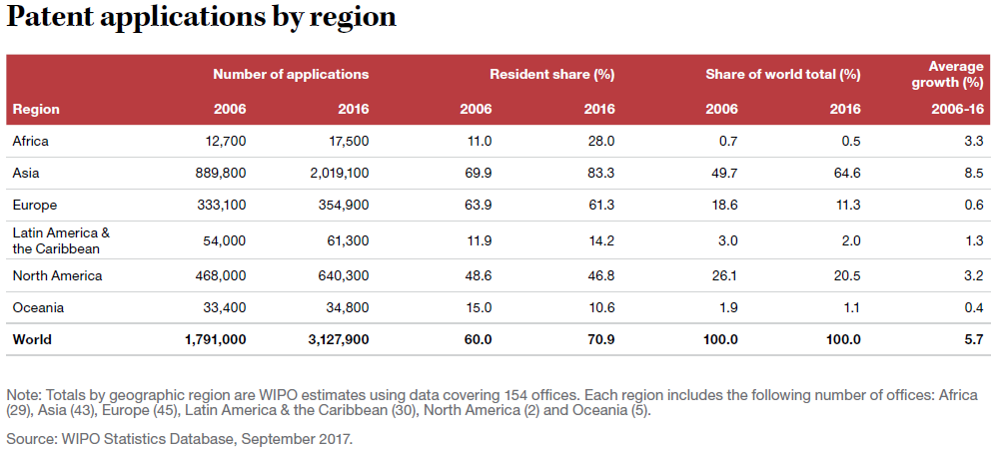 Patent applications by region
Number of applications Resident share (%) Share of world total (%) Average growth (%)
Region 2006 2016 2006 2016 2006 2016 2006-16
Africa 12,700 17,500 11.0 28.0 0.7 0.5 3.3
Asia 889,800 2,019,100 69.9 83.3 49.7 64.6 8.5
Europe 333,100 354,900 63.9 61.3 18.6 11.3 0.6
Latin America &
the Caribbean 54,000 61,300 11.9 14.2 3.0 2.0 1.3
North America 468,000 640,300 48.6 46.8 26.1 20.5 3.2
Oceania 33,400 34,800 15.0 10.6 1.9 1.1 0.4
World 1,791,000 3,127,900 60.0 70.9 100.0 100.0 5.7
Note: Totals by geographic region are WIPO estimates using data covering 154 offices. Each region includes the following number of offices: Africa
(29), Asia (43), Europe (45), Latin America & the Caribbean (30), North America (2) and Oceania (5).
Source: WIPO Statistics Database, September 2017.